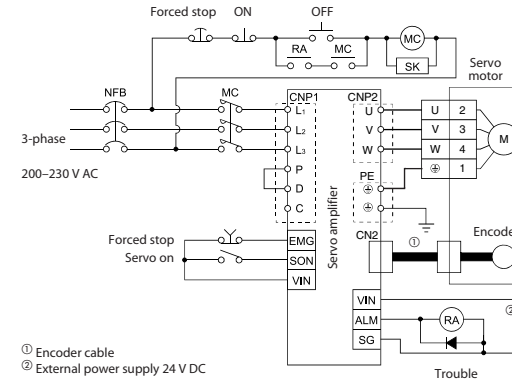 Forced stop ON OFF
MC
RA MC
SK
Servo
motor
NFB MC CNP1 CNP2
L1 U U 2
L2 V V 3 M
3-phase L3 W W 4
P 1
200–230 V AC D PE
C
Servo amplifier
CN2
Forced stop EMG ①
Servo on SON
VIN
VIN
ALM RA
SG
① Encoder cable
② External power supply 24 V DC
Trouble